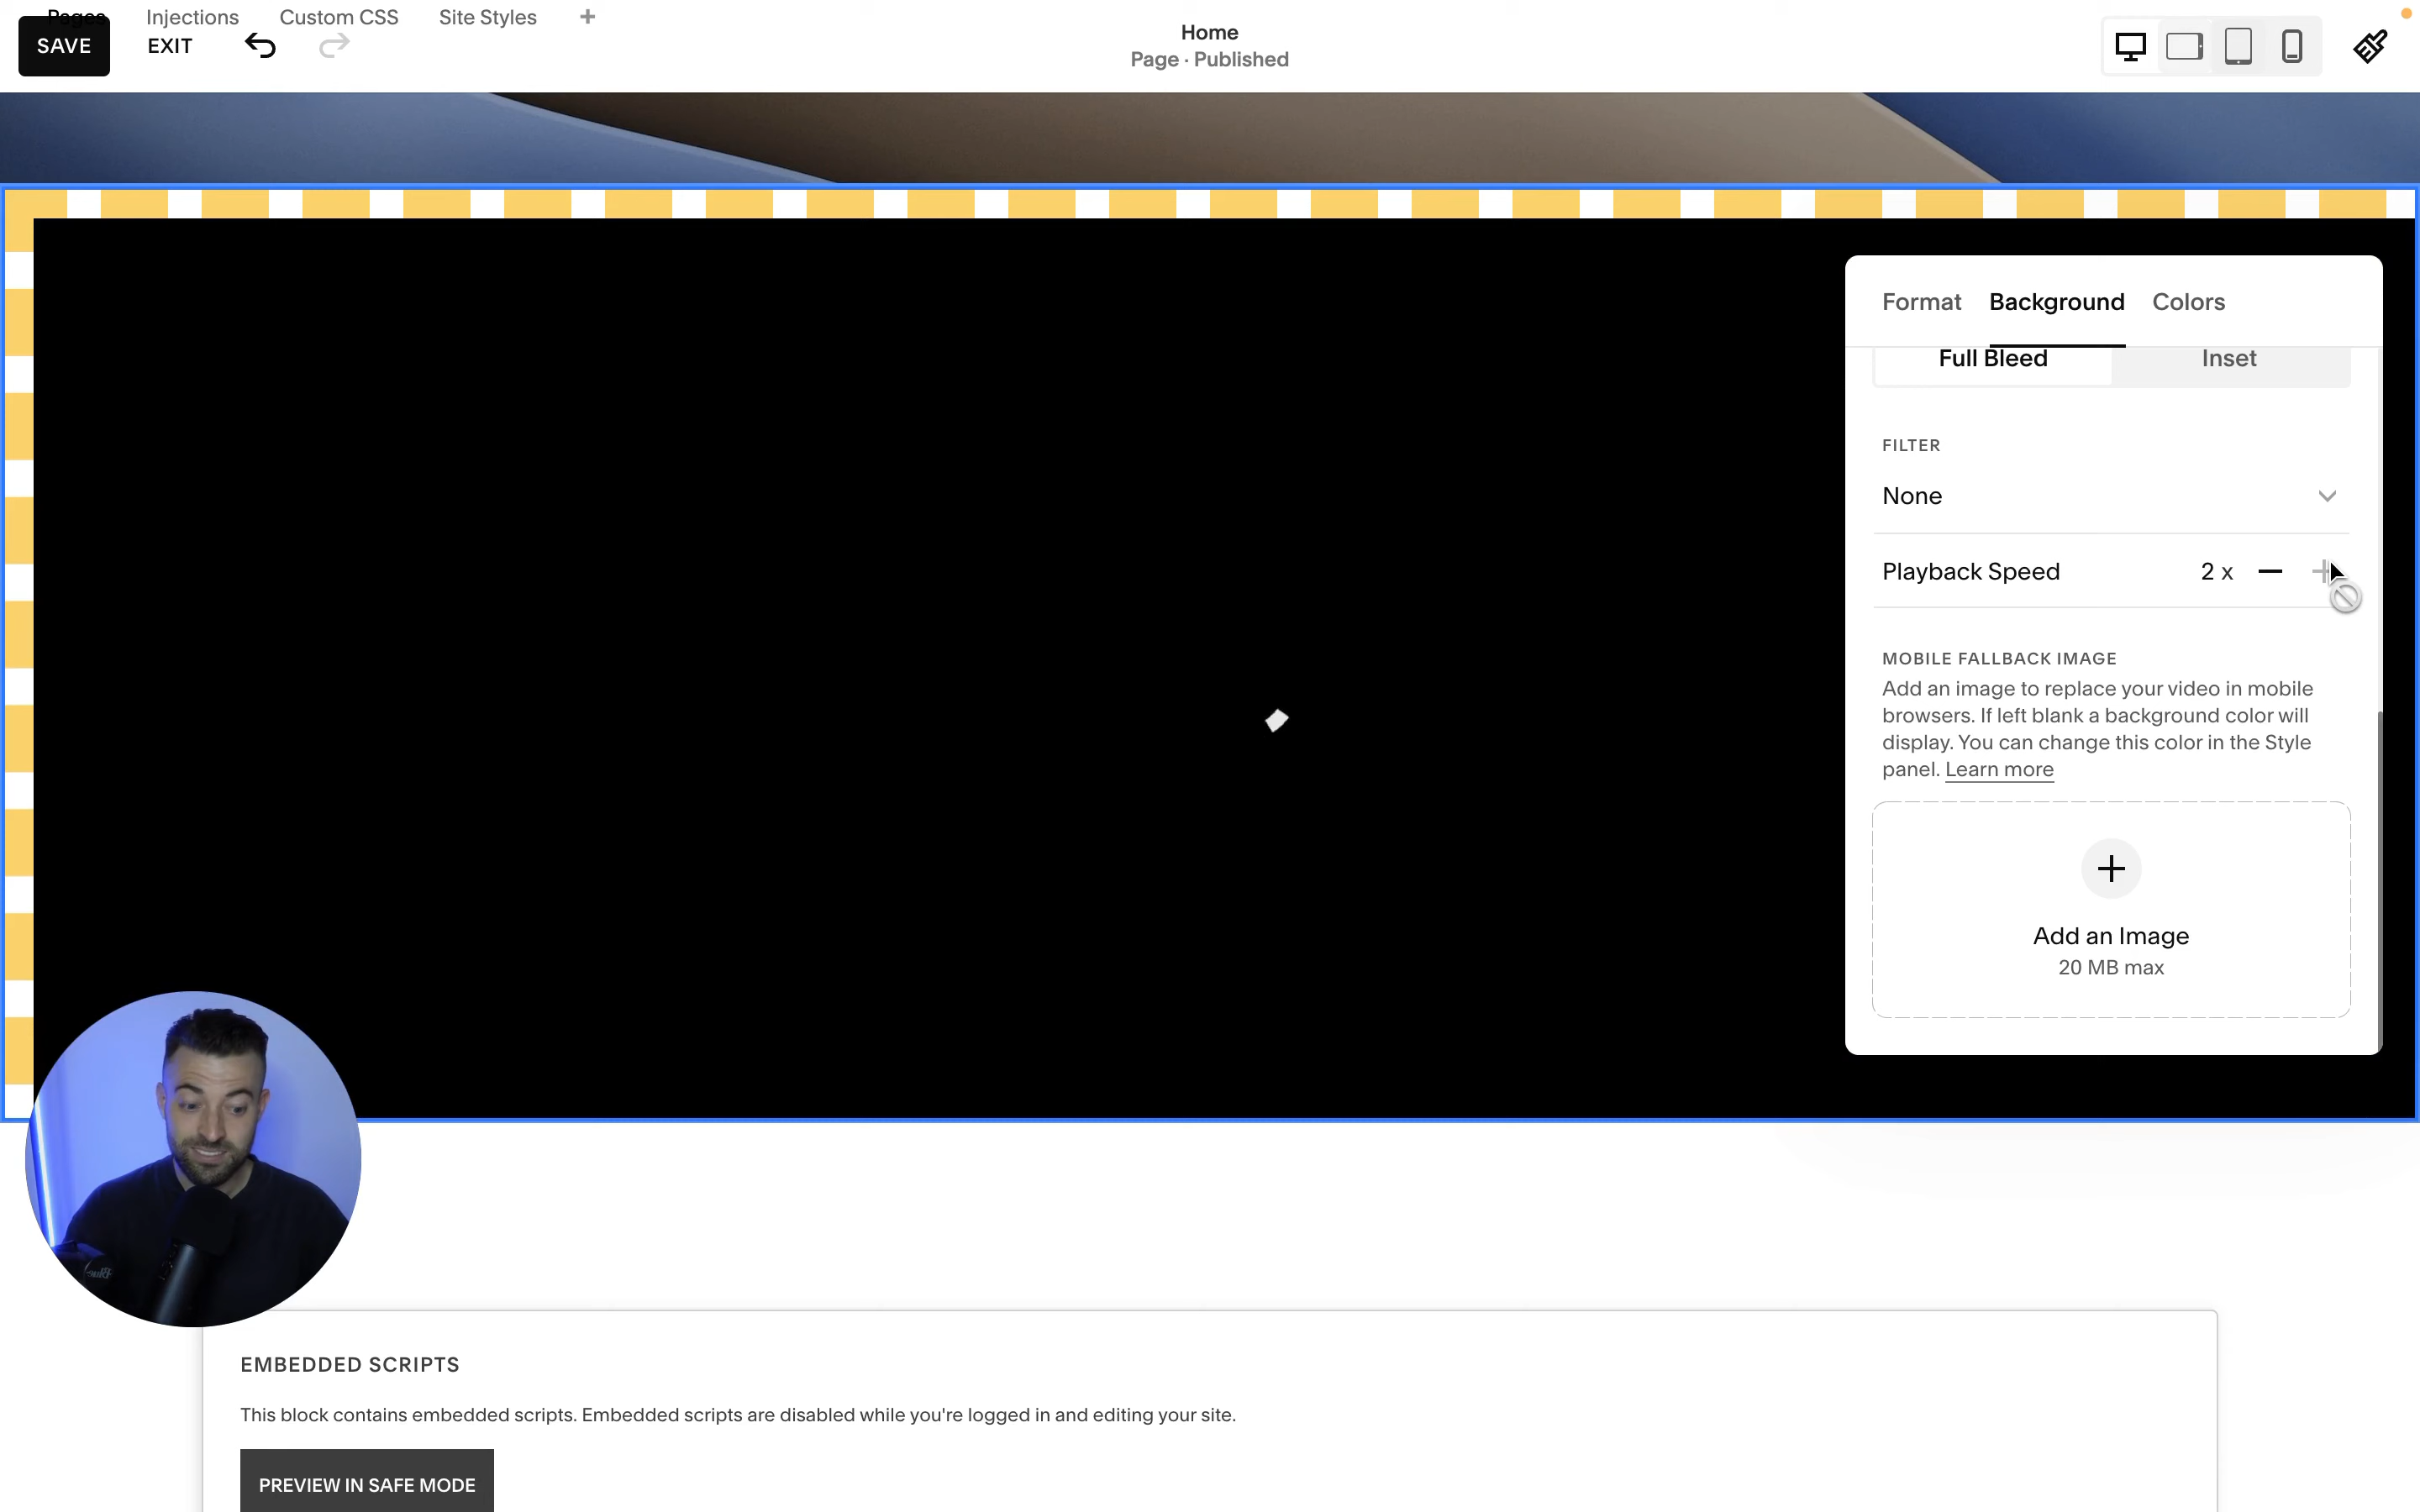 Pages Injections Custom CSS Site Styles +
SAVE EXIT
Home
Page · Published
Format Background Colors
Full Bleed Inset
FILTER
None
Playback Speed 2 x
MOBILE FALLBACK IMAGE
Add an image to replace your video in mobile
browsers. If left blank a background color will
display. You can change this color in the Style
panel. Learn more
Add an Image
20 MB max
EMBEDDED SCRIPTS
This block contains embedded scripts. Embedded scripts are disabled while you're logged in and editing your site.
PREVIEW IN SAFE MODE